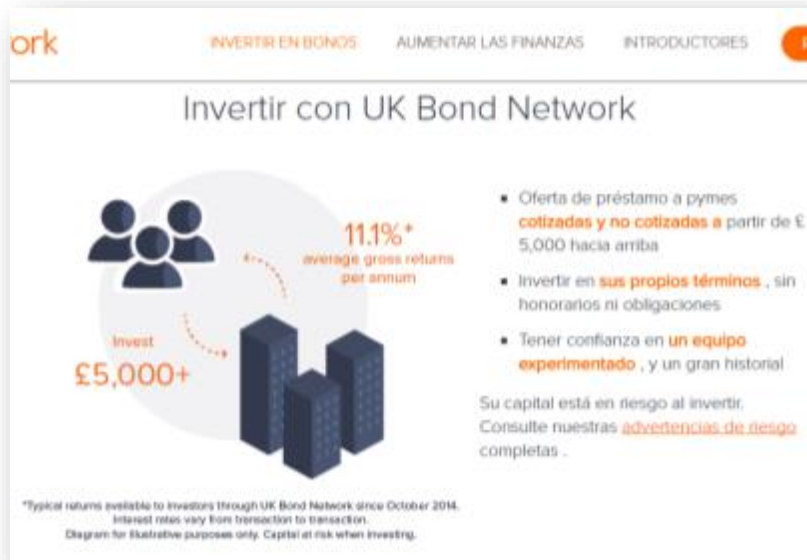 ork
INVERTIR EN BONOS AUMENTAR LAS FINANZAS INTRODUCTORES
Invertir con UK Bond Network
11.1%*
average gross returns
per annum
Invest
£5,000+
▪ Oferta de préstamo a pymes
cotizadas y no cotizadas a partir de £
5,000 hacia arriba
▪ Invertir en sus propios términos , sin
honorarios ni obligaciones
▪ Tener confianza en un equipo
experimentado , y un gran historial
Su capital está en riesgo al invertir.
Consulte nuestras advertencias de riesgo
completas .
*Typical returns available to investors through UK Bond Network since October 2014.
Interest rates vary from transaction to transaction.
Diagram for illustrative purposes only. Capital at risk when investing.